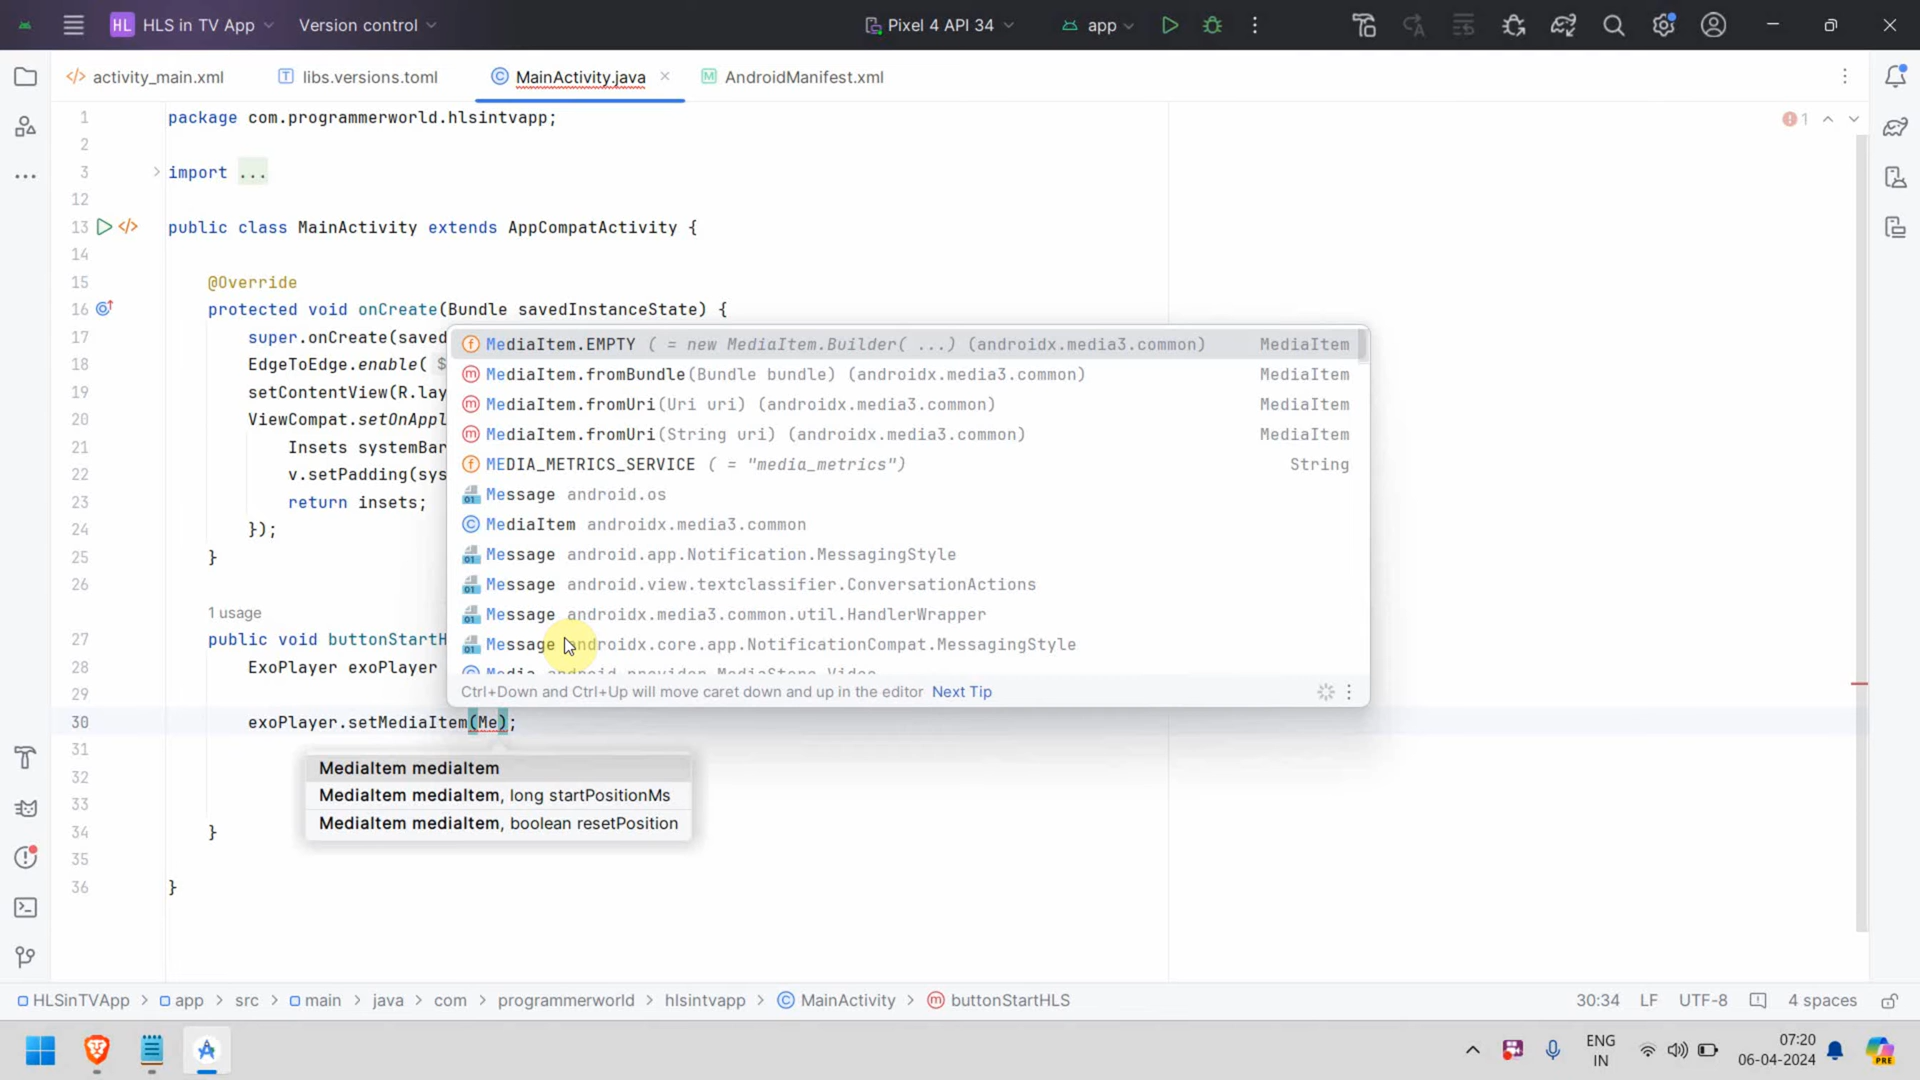 HL HLS in TV App Version control Pixel 4 API 34 app
activity_main.xml libs.versions.toml MainActivity.java AndroidManifest.xml
1 package com.programmerworld.hlsintvapp; 1
2
3 import ...
12
13 public class MainActivity extends AppCompatActivity {
14
15 @Override
16 protected void onCreate(Bundle savedInstanceState) {
17 super.onCreate(saved
18 EdgeToEdge.enable(
19 setContentView(R.lay
20 ViewCompat.setOnAppl
21 Insets systemBar
22 v.setPadding(sys
23 return insets;
24 });
25 }
26
MediaItem.EMPTY ( = new MediaItem.Builder( ...) (androidx.media3.common) MediaItem
MediaItem.fromBundle(Bundle bundle) (androidx.media3.common) MediaItem
MediaItem.fromUri(Uri uri) (androidx.media3.common) MediaItem
MediaItem.fromUri(String uri) (androidx.media3.common) MediaItem
MEDIA_METRICS_SERVICE ( = "media_metrics") String
Message android.os
MediaItem androidx.media3.common
Message android.app.Notification.MessagingStyle
Message android.view.textclassifier.ConversationActions
Message androidx.media3.common.util.HandlerWrapper
Message androidx.core.app.NotificationCompat.MessagingStyle
Media android.provider.MediaStore.Video
Ctrl+Down and Ctrl+Up will move caret down and up in the editor Next Tip
1 usage
27 public void buttonStartH
28 ExoPlayer exoPlayer
29
30 exoPlayer.setMediaItem(Me);
31
32
33
34 }
35
36 }
MediaItem mediaItem
MediaItem mediaItem, long startPositionMs
MediaItem mediaItem, boolean resetPosition
HLSinTVApp > app > src > main > java > com > programmerworld > hlsintvapp > MainActivity > buttonStartHLS 30:34 LF UTF-8 4 spaces
ENG
IN
07:20
06-04-2024
PRE